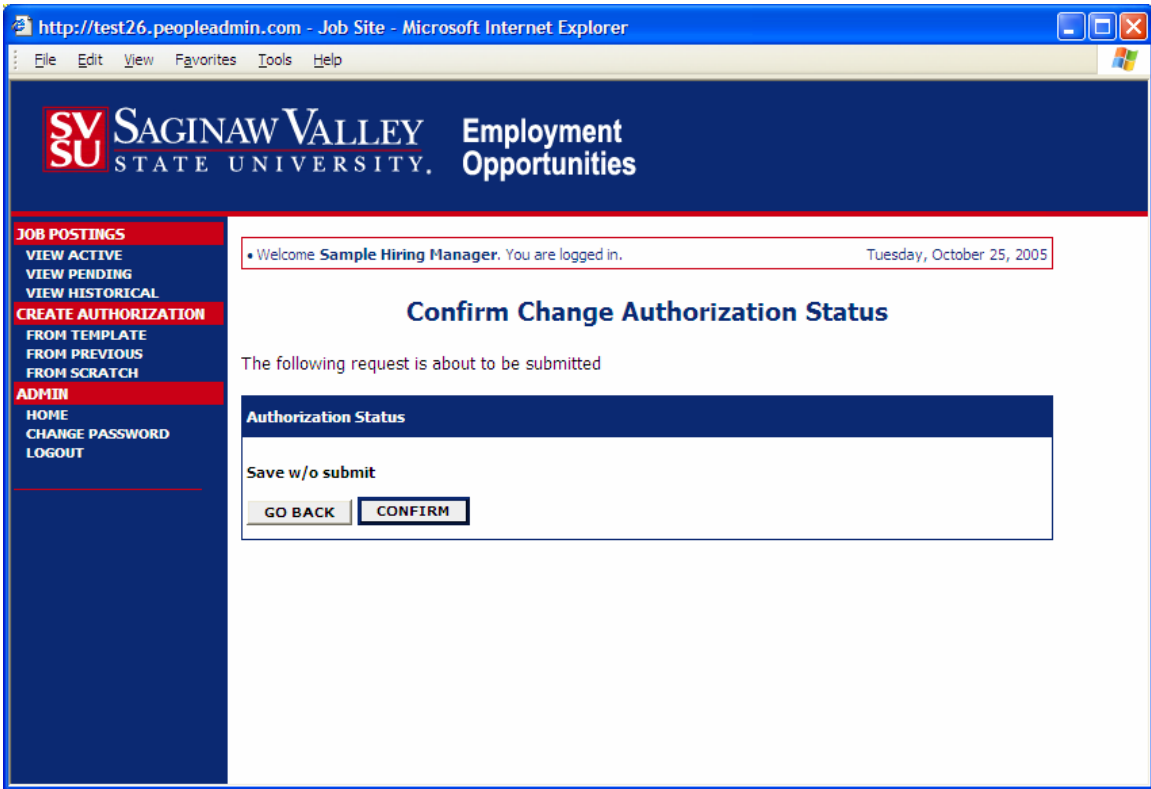 http://test26.peopleadmin.com - Job Site - Microsoft Internet Explorer
File Edit View Favorites Tools Help
SV SU
SAGINAW VALLEY
STATE UNIVERSITY.
Employment
Opportunities
JOB POSTINGS
VIEW ACTIVE
VIEW PENDING
VIEW HISTORICAL
CREATE AUTHORIZATION
FROM TEMPLATE
FROM PREVIOUS
FROM SCRATCH
ADMIN
HOME
CHANGE PASSWORD
LOGOUT
• Welcome Sample Hiring Manager. You are logged in. Tuesday, October 25, 2005
Confirm Change Authorization Status
The following request is about to be submitted
Authorization Status
Save w/o submit
GO BACK CONFIRM